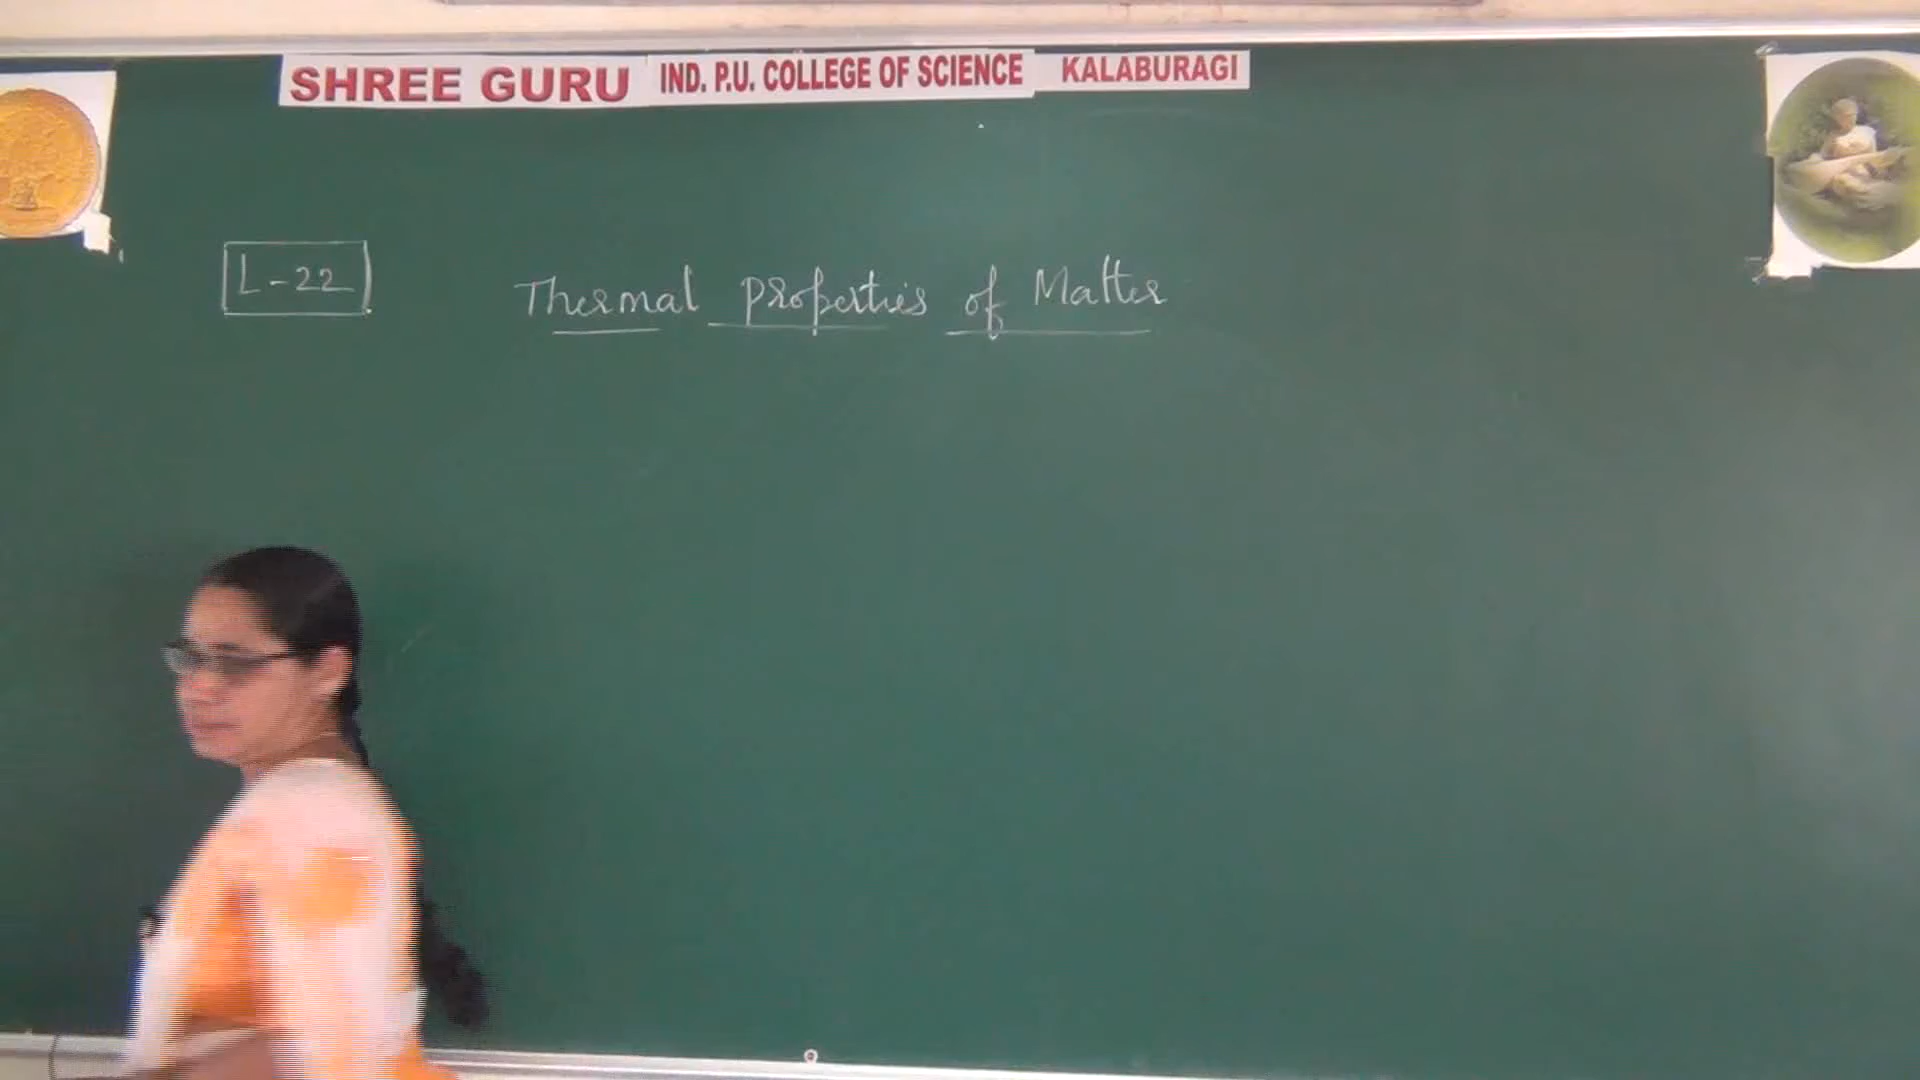 SHREE GURU IND. P.U. COLLEGE OF SCIENCE KALABURAGI
L-22 Thermal properties of Matter